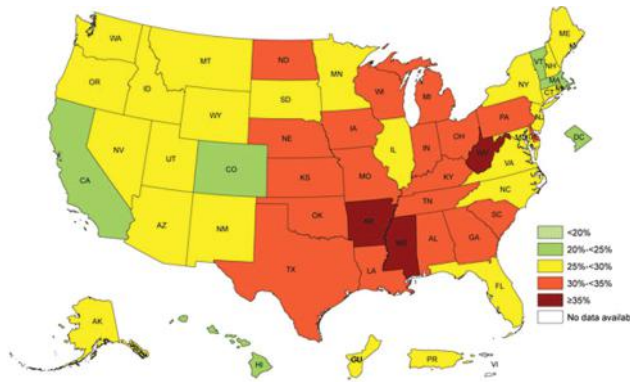 WA
ME
MT
ND
MN
VT
NH
OR
ID
SD
WI
MI
NY
MA
CT
WY
IA
PA
NJ
NE
NV
UT
CO
IL
IN
OH
DC
CA
KS
MO
KY
VA
AZ
NM
OK
TN
NC
SC
TX
LA
AL
GA
FL
AK
HI
GU
PR
VI
<20%
20%-<25%
25%-<30%
30%-<35%
≥35%
No data availab